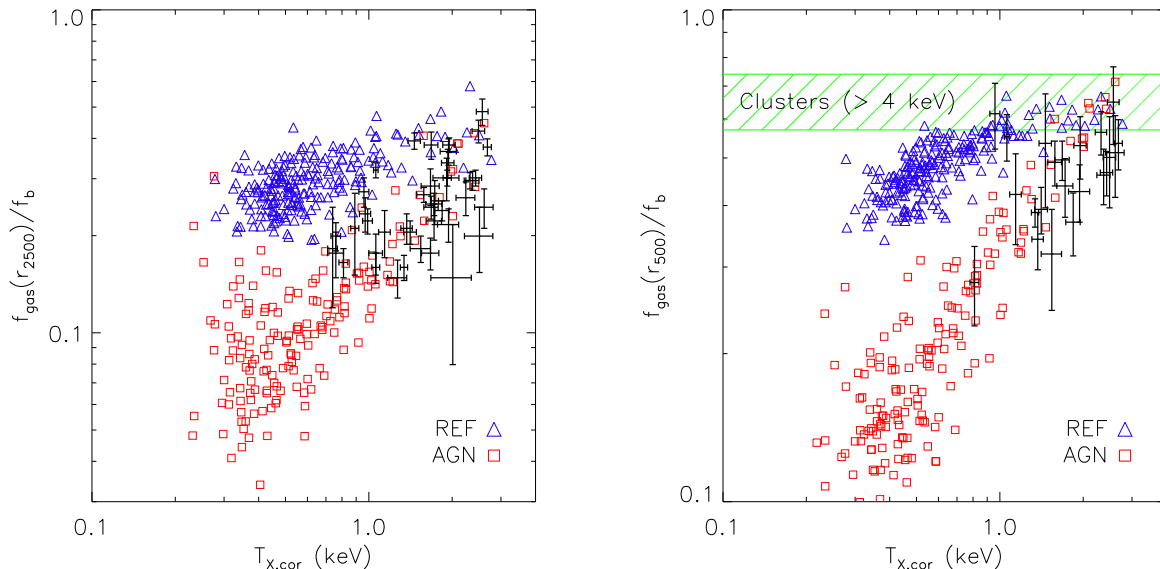 1.0
0.1
f_gas(r_2500)/f_b
REF
AGN
0.1
1.0
T_X,cor (keV)
1.0
0.1
f_gas(r_500)/f_b
Clusters (> 4 keV)
REF
AGN
0.1
1.0
T_X,cor (keV)